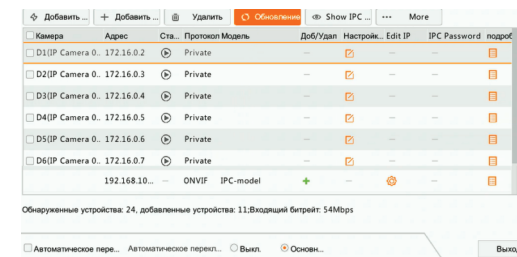 Добавить ... Добавить ... Удалить Обновление Show IPC ... ... More
Камера Адрес Ста... Протокол Модель Доб/Удал Настройк... Edit IP IPC Password подроб
D1(IP Camera 0.. 172.16.0.2 Private — — —
D2(IP Camera 0.. 172.16.0.3 Private — — —
D3(IP Camera 0.. 172.16.0.4 Private — — —
D4(IP Camera 0.. 172.16.0.5 Private — — —
D5(IP Camera 0.. 172.16.0.6 Private — — —
D6(IP Camera 0.. 172.16.0.7 Private — — —
192.168.10... — ONVIF IPC-model + — —
Обнаруженные устройства: 24, добавленные устройства: 11;Входящий битрейт: 54Mbps
Автоматическое пере... Автоматическое перекл... Выкл. Основн... Выхо